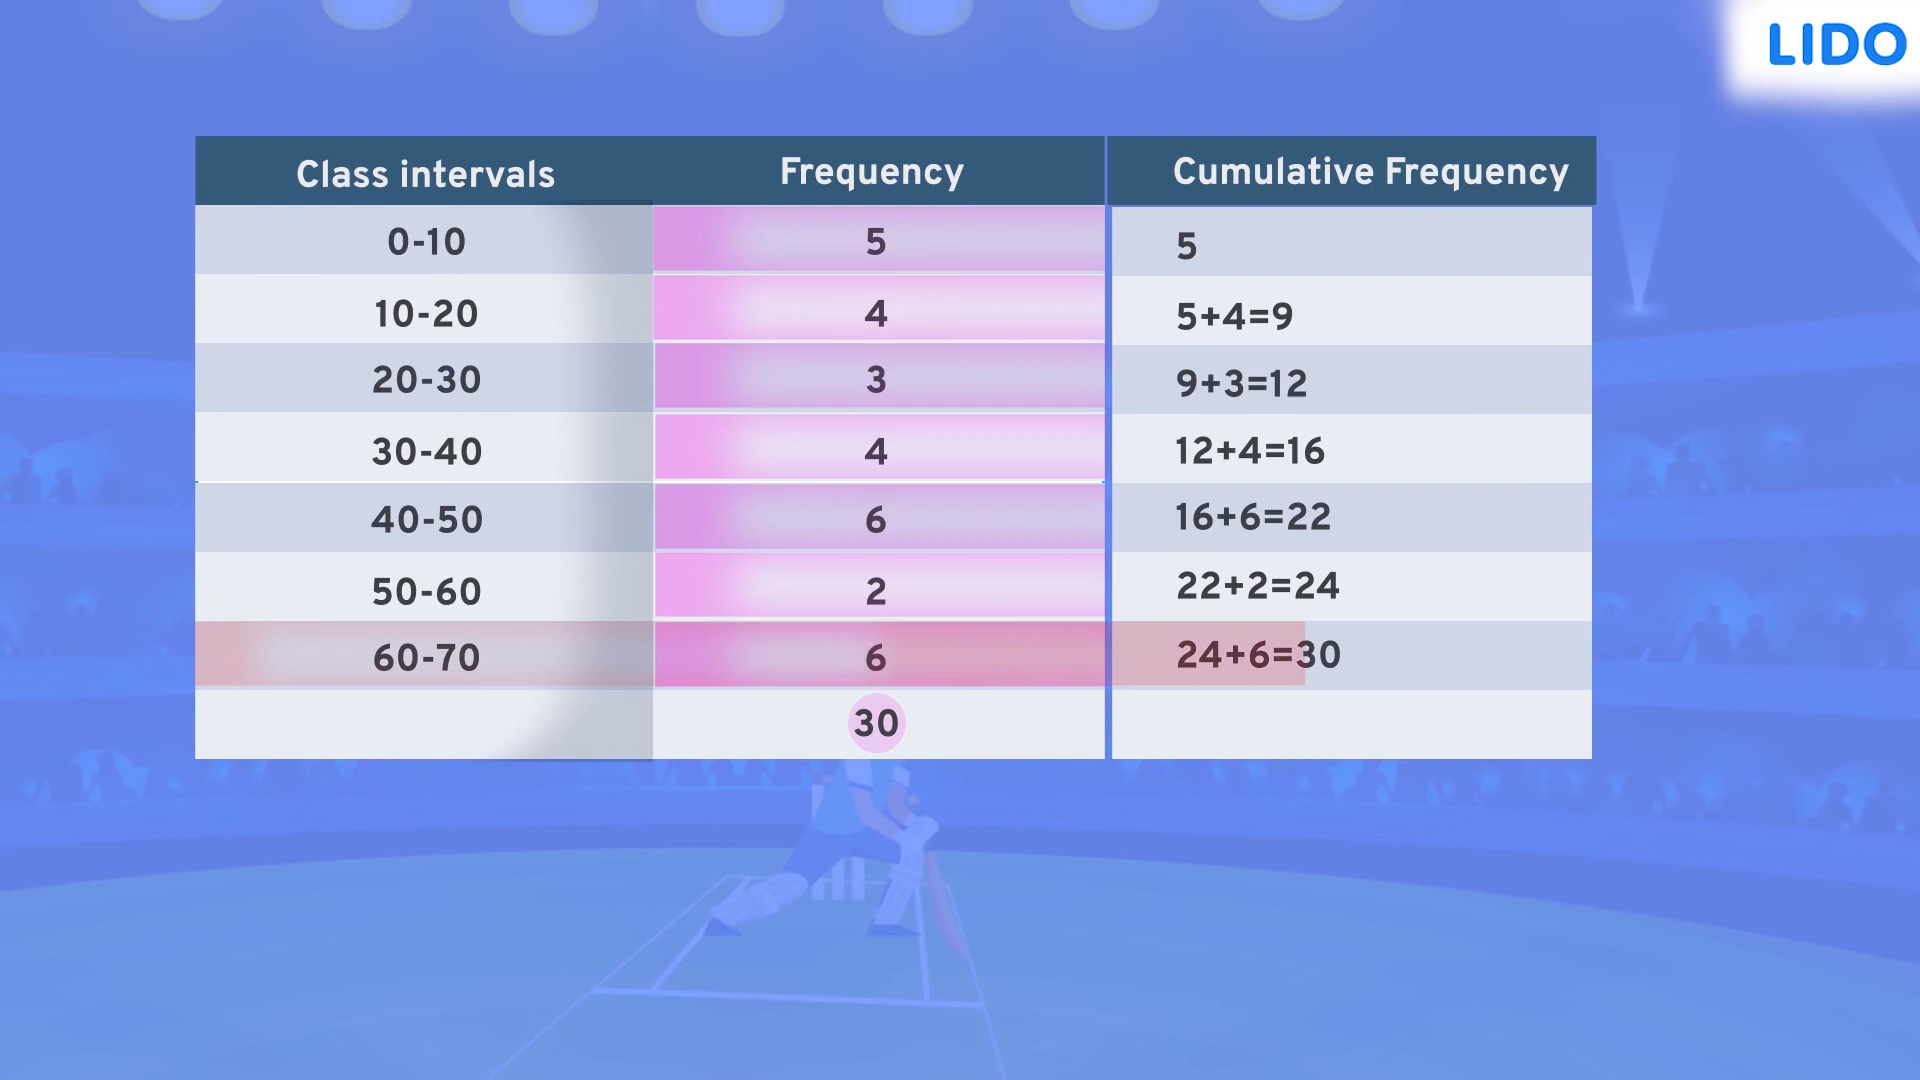 LIDO
Class intervals Frequency Cumulative Frequency
0-10 5 5
10-20 4 5+4=9
20-30 3 9+3=12
30-40 4 12+4=16
40-50 6 16+6=22
50-60 2 22+2=24
60-70 6 24+6=30
30